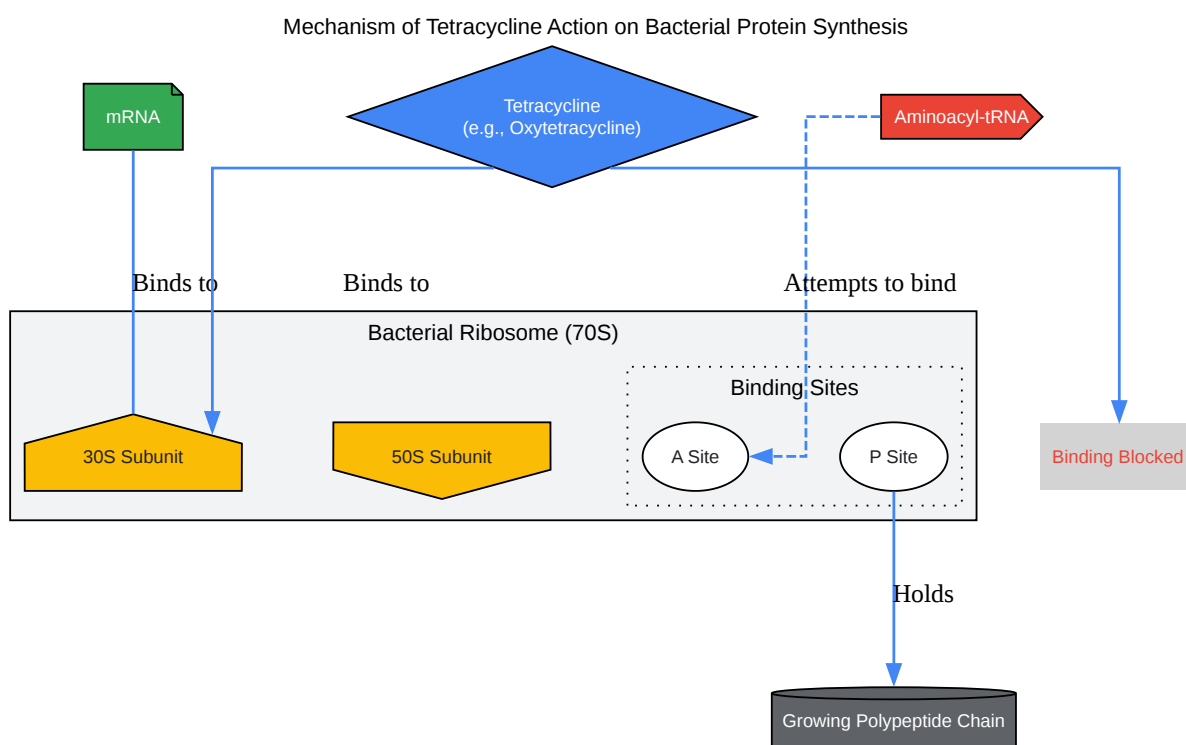 Mechanism of Tetracycline Action on Bacterial Protein Synthesis
mRNA
Tetracycline
(e.g., Oxytetracycline)
Aminoacyl-tRNA
Binds to
Binds to
Attempts to bind
Bacterial Ribosome (70S)
Binding Sites
30S Subunit
50S Subunit
A Site
P Site
Binding Blocked
Holds
Growing Polypeptide Chain